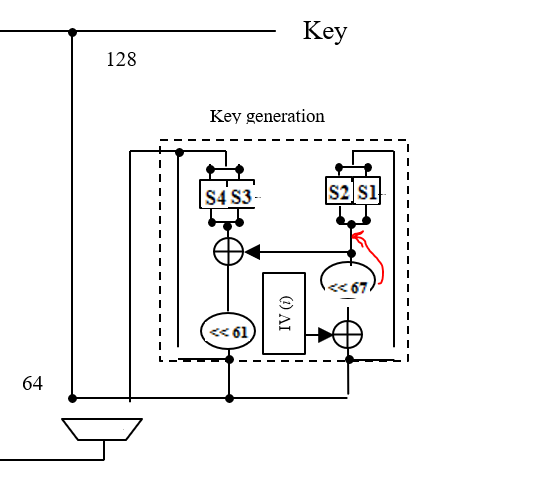 Key
128
Key generation
S4 S3
S2 S1
<< 67
IV (i)
<< 61
64